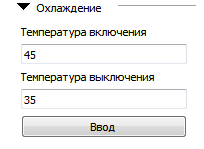 Охлаждение
Температура включения
45
Температура выключения
35
Ввод